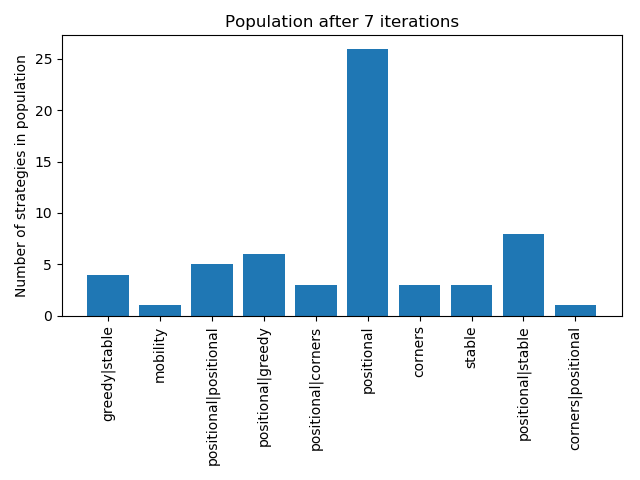 Population after 7 iterations
Number of strategies in population
25
20
15
10
5
0
greedy|stable
mobility
positional|positional
positional|greedy
positional|corners
positional
corners
stable
positional|stable
corners|positional